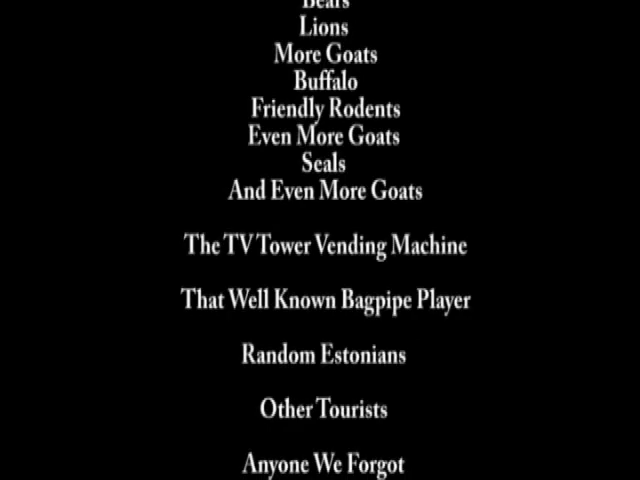 Bears
Lions
More Goats
Buffalo
Friendly Rodents
Even More Goats
Seals
And Even More Goats
The TV Tower Vending Machine
That Well Known Bagpipe Player
Random Estonians
Other Tourists
Anyone We Forgot